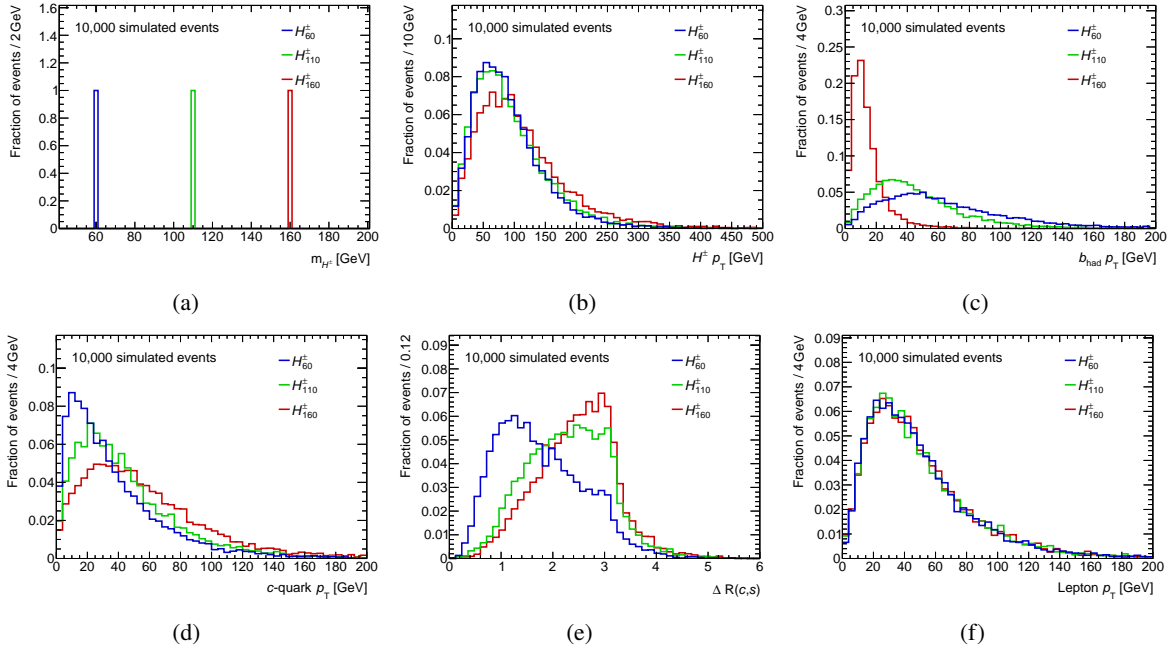 Fraction of events / 2 GeV
1.6
1.4
1.2
1
0.8
0.6
0.4
0.2
0
10,000 simulated events
H±60
H±110
H±160
60 80 100 120 140 160 180 200
mH± [GeV]
(a)
Fraction of events / 10 GeV
0.1
0.08
0.06
0.04
0.02
0
10,000 simulated events
H±60
H±110
H±160
0 50 100 150 200 250 300 350 400 450 500
H± pT [GeV]
(b)
Fraction of events / 4 GeV
0.3
0.25
0.2
0.15
0.1
0.05
0
10,000 simulated events
H±60
H±110
H±160
0 20 40 60 80 100 120 140 160 180 200
bhad pT [GeV]
(c)
Fraction of events / 4 GeV
0.1
0.08
0.06
0.04
0.02
0
10,000 simulated events
H±60
H±110
H±160
20 40 60 80 100 120 140 160 180 200
c-quark pT [GeV]
(d)
Fraction of events / 0.12
0.09
0.08
0.07
0.06
0.05
0.04
0.03
0.02
0.01
0
10,000 simulated events
H±60
H±110
H±160
0 1 2 3 4 5 6
Δ R(c,s)
(e)
Fraction of events / 4 GeV
0.09
0.08
0.07
0.06
0.05
0.04
0.03
0.02
0.01
0
10,000 simulated events
H±60
H±110
H±160
20 40 60 80 100 120 140 160 180 200
Lepton pT [GeV]
(f)